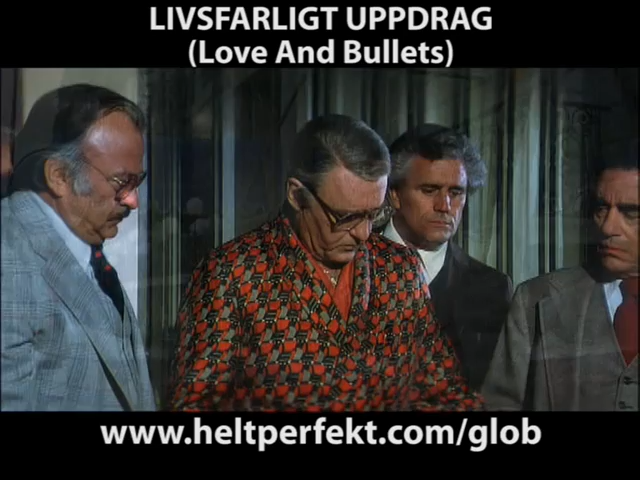 LIVSFARLIGT UPPDRAG
(Love And Bullets)
www.heltperfekt.com/glob